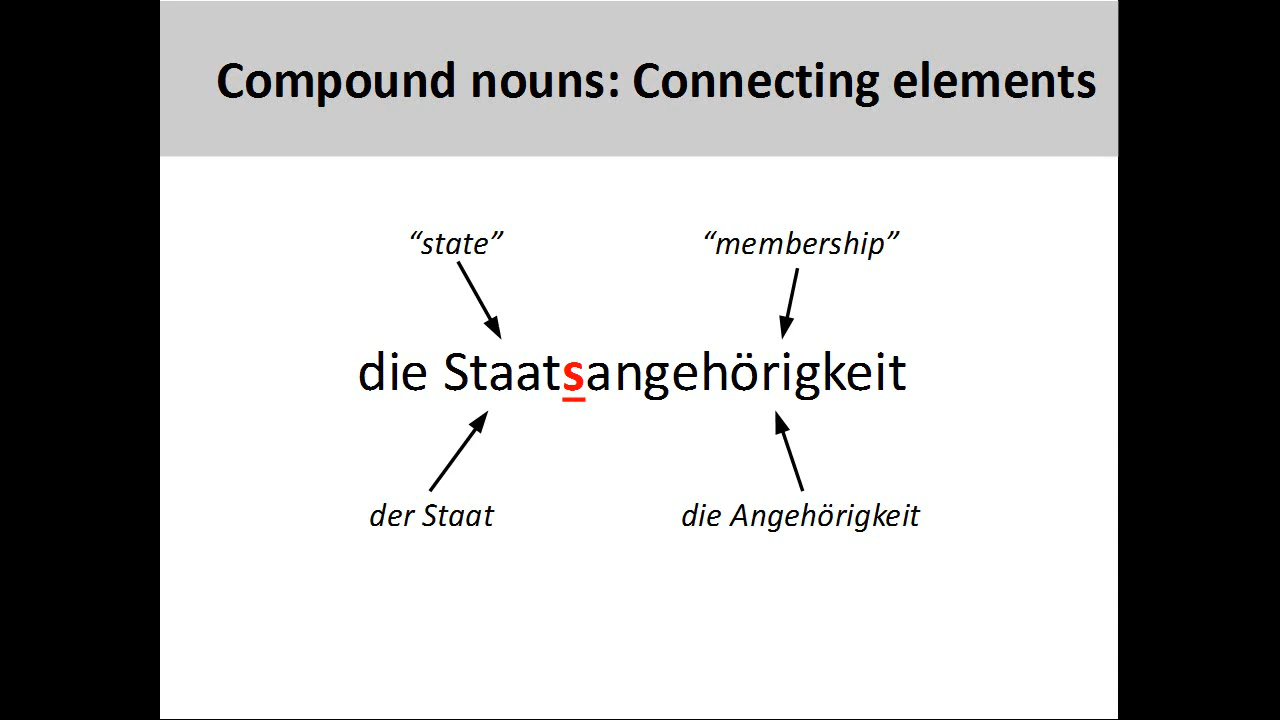 Compound nouns: Connecting elements
“state” “membership”
die Staatsangehörigkeit
der Staat die Angehörigkeit